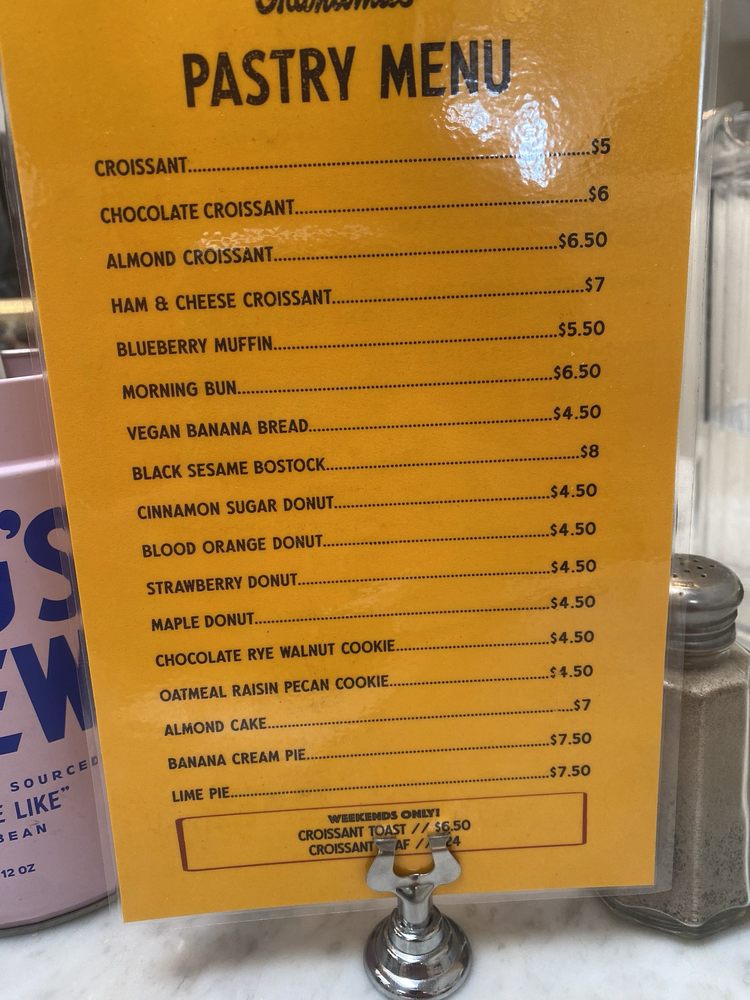 PASTRY MENU
CROISSANT $5
CHOCOLATE CROISSANT $6
ALMOND CROISSANT $6.50
HAM & CHEESE CROISSANT $7
BLUEBERRY MUFFIN $5.50
MORNING BUN $6.50
VEGAN BANANA BREAD $4.50
BLACK SESAME BOSTOCK $8
CINNAMON SUGAR DONUT $4.50
BLOOD ORANGE DONUT $4.50
STRAWBERRY DONUT $4.50
MAPLE DONUT $4.50
CHOCOLATE RYE WALNUT COOKIE $4.50
OATMEAL RAISIN PECAN COOKIE $4.50
ALMOND CAKE $7
BANANA CREAM PIE $7.50
LIME PIE $7.50
WEEKENDS ONLY!
CROISSANT TOAST // $6.50
CROISSANT
SOURCED
LIKE"
BEAN
12 OZ